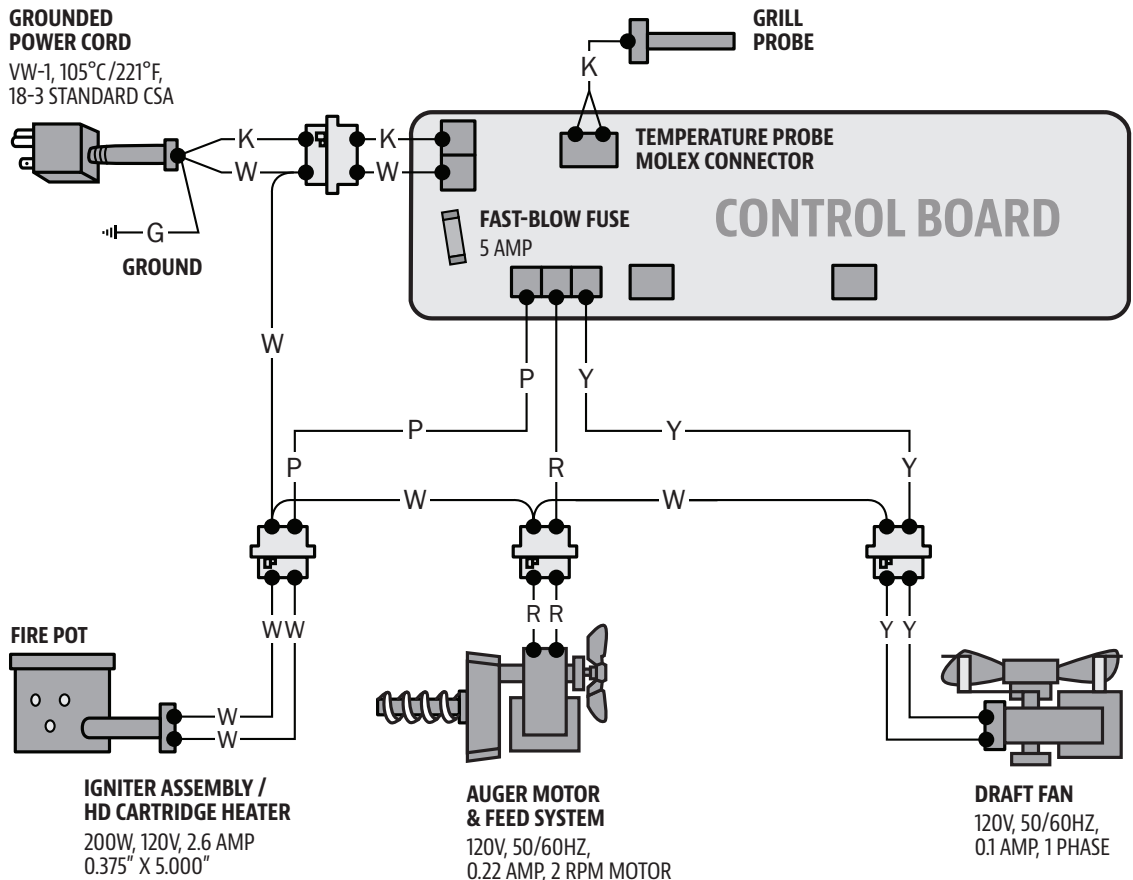 GROUNDED
POWER CORD
VW-1, 105°C/221°F,
18-3 STANDARD CSA
GRILL
PROBE
K
TEMPERATURE PROBE
MOLEX CONNECTOR
K
K
W
W
G
GROUND
FAST-BLOW FUSE
5 AMP
CONTROL BOARD
W
P
Y
P
Y
P
R
Y
W
W
R R
WW
Y Y
FIRE POT
W
W
IGNITER ASSEMBLY /
HD CARTRIDGE HEATER
200W, 120V, 2.6 AMP
0.375" X 5.000"
AUGER MOTOR
& FEED SYSTEM
120V, 50/60HZ,
0.22 AMP, 2 RPM MOTOR
DRAFT FAN
120V, 50/60HZ,
0.1 AMP, 1 PHASE